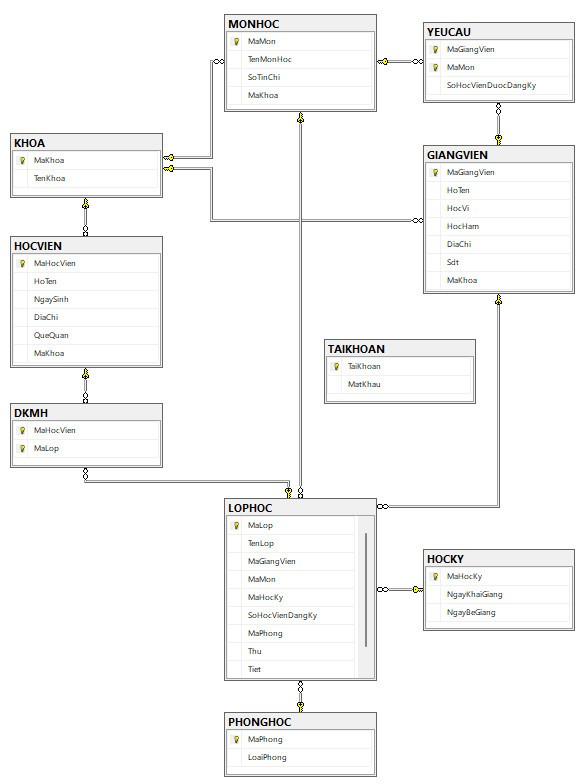 MONHOC
MaMon
TenMonHoc
SoTinChi
MaKhoa
YEUCAU
MaGiangVien
MaMon
SoHocVienDuocDangKy
KHOA
MaKhoa
TenKhoa
GIANGVIEN
MaGiangVien
HoTen
HocVi
HocHam
DiaChi
Sdt
MaKhoa
HOCVIEN
MaHocVien
HoTen
NgaySinh
DiaChi
QueQuan
MaKhoa
TAIKHOAN
TaiKhoan
MatKhau
DKMH
MaHocVien
MaLop
LOPHOC
MaLop
TenLop
MaGiangVien
MaMon
MaHocKy
SoHocVienDangKy
MaPhong
Thu
Tiet
HOCKY
MaHocKy
NgayKhaiGiang
NgayBeGiang
PHONGHOC
MaPhong
LoaiPhong